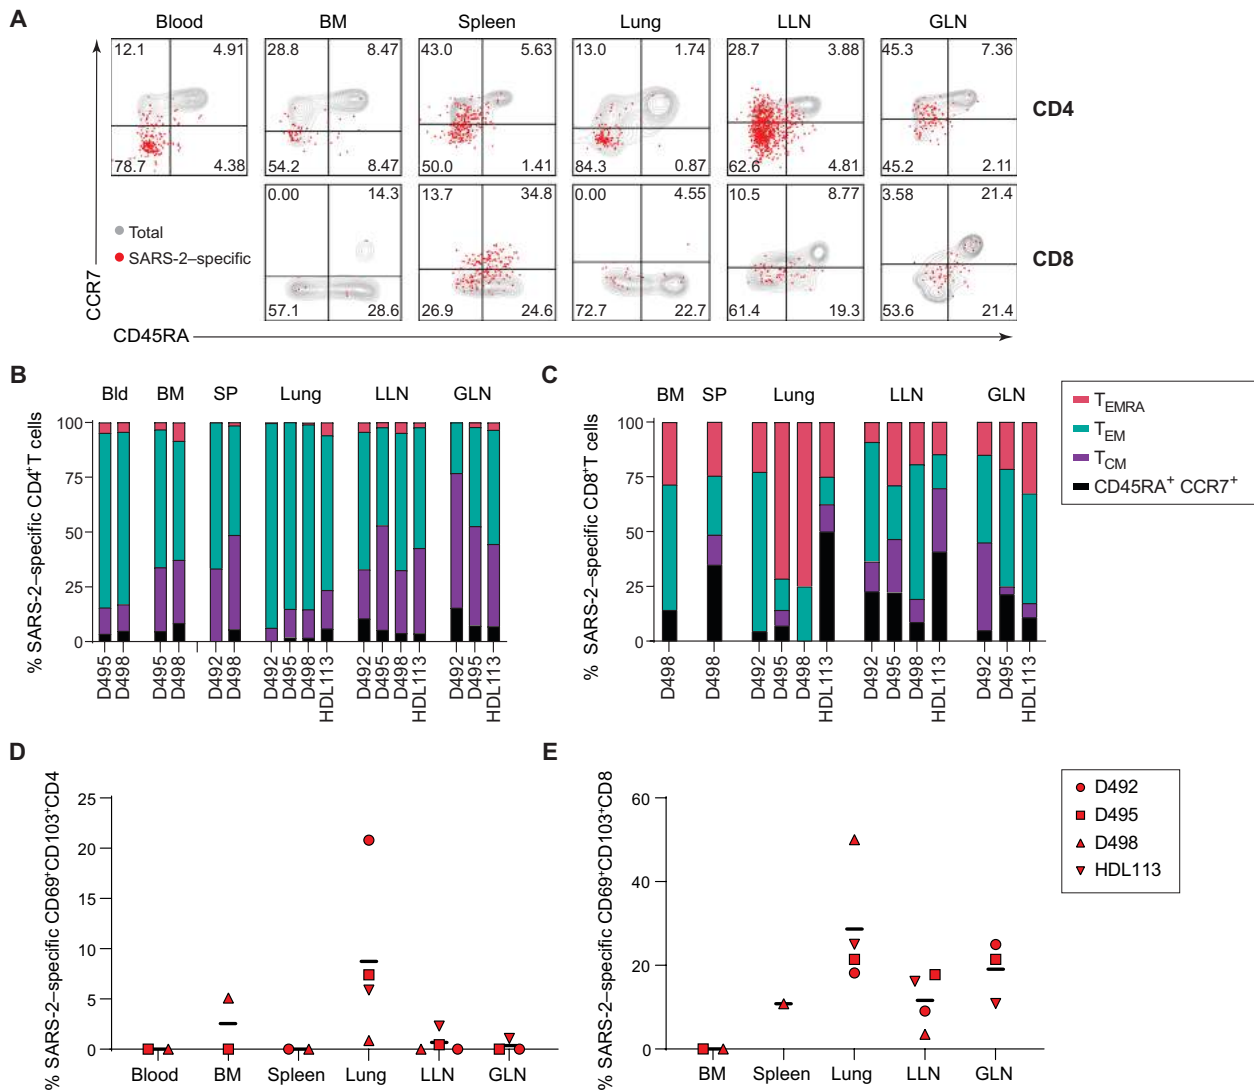 A
Blood BM Spleen Lung LLN GLN
12.1 4.91 28.8 8.47 43.0 5.63 13.0 1.74 28.7 3.88 45.3 7.36
CD4
78.7 4.38 54.2 8.47 50.0 1.41 84.3 0.87 62.6 4.81 45.2 2.11
0.00 14.3 13.7 34.8 0.00 4.55 10.5 8.77 3.58 21.4
Total
SARS-2–specific
CD8
57.1 28.6 26.9 24.6 72.7 22.7 61.4 19.3 53.6 21.4
CCR7
CD45RA
B
Bld BM SP Lung LLN GLN
% SARS-2–specific CD4⁺T cells
100
75
50
25
0
D495 D498 D495 D498 D492 D498 D492 D495 D498 HDL113 D492 D495 D498 HDL113 D492 D495 HDL113
C
BM SP Lung LLN GLN
% SARS-2–specific CD8⁺T cells
100
75
50
25
0
D498 D498 D492 D495 D498 HDL113 D492 D495 D498 HDL113 D492 D495 HDL113
T_EMRA
T_EM
T_CM
CD45RA⁺ CCR7⁺
D
% SARS-2–specific CD69⁺CD103⁺CD4
25
20
15
10
5
0
Blood BM Spleen Lung LLN GLN
E
% SARS-2–specific CD69⁺CD103⁺CD8
60
40
20
0
BM Spleen Lung LLN GLN
D492
D495
D498
HDL113